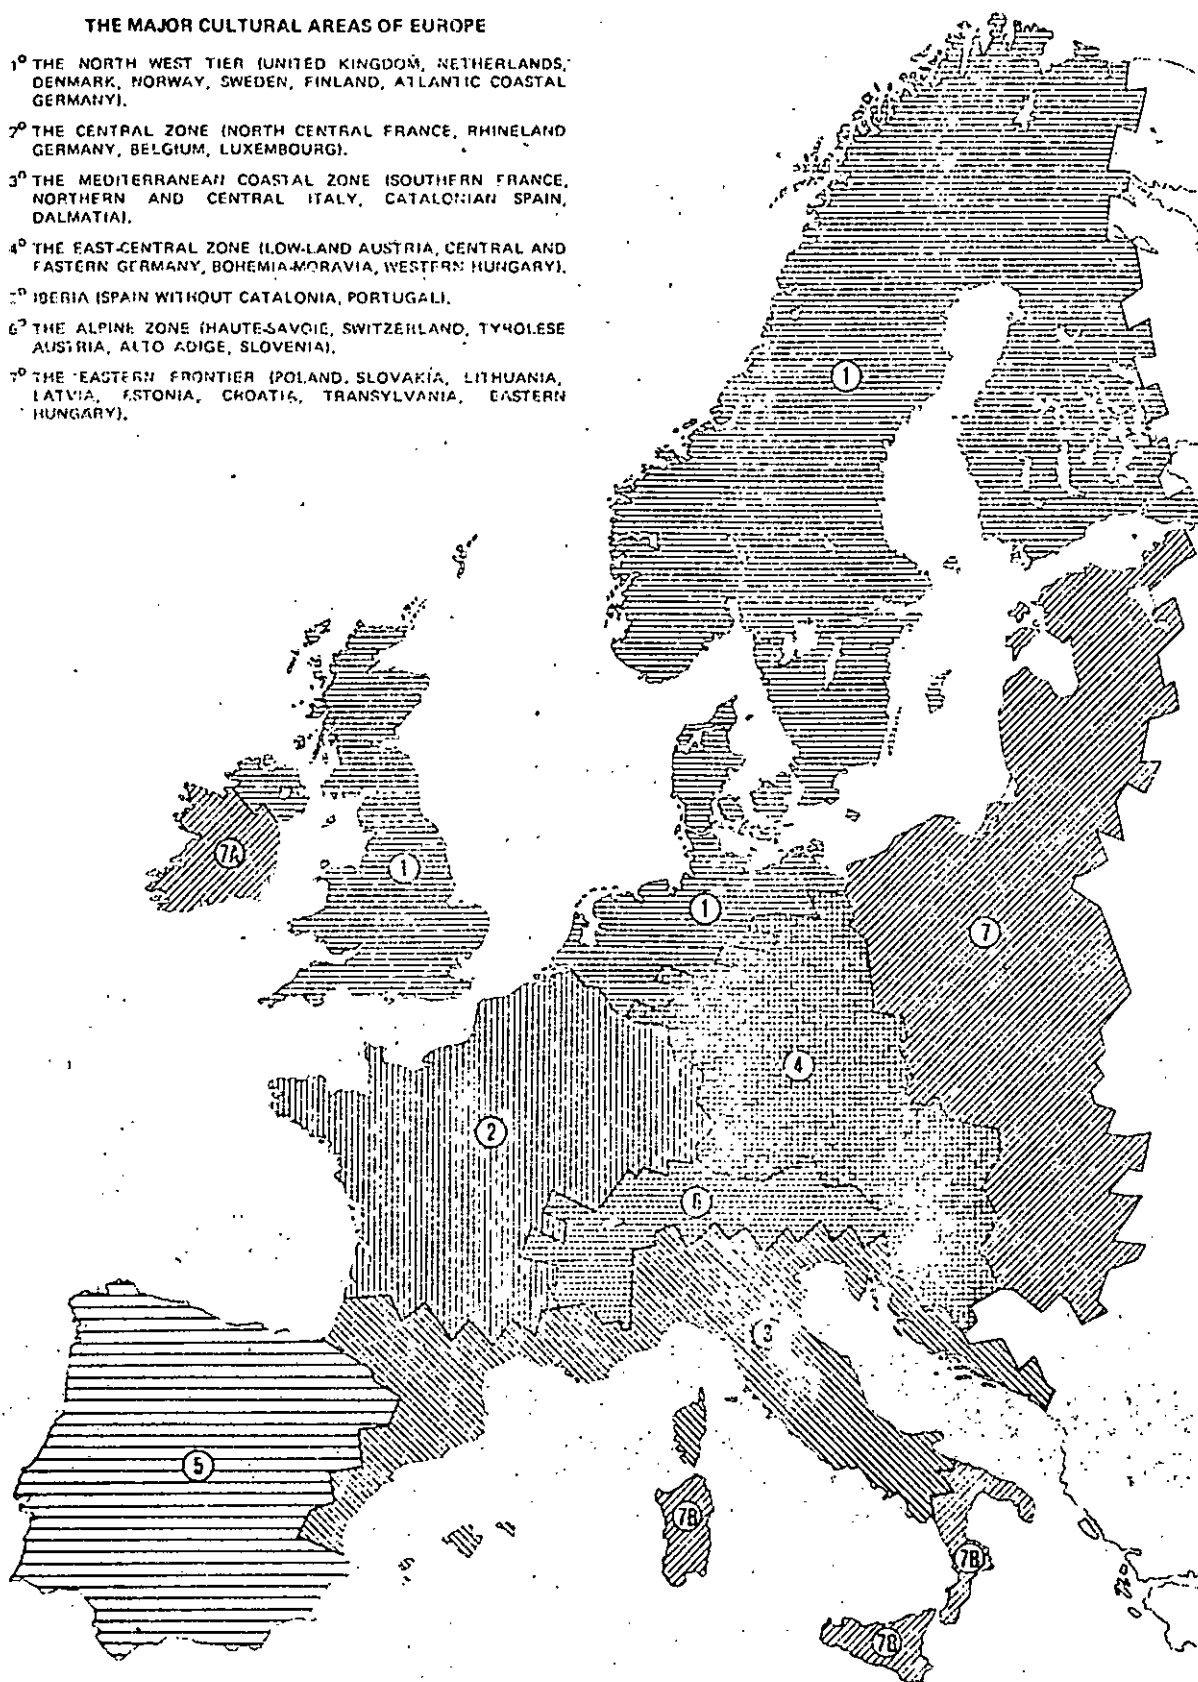 THE MAJOR CULTURAL AREAS OF EUROPE
1° THE NORTH WEST TIER (UNITED KINGDOM, NETHERLANDS,
DENMARK, NORWAY, SWEDEN, FINLAND, ATLANTIC COASTAL
GERMANY).
2° THE CENTRAL ZONE (NORTH CENTRAL FRANCE, RHINELAND
GERMANY, BELGIUM, LUXEMBOURG).
3° THE MEDITERRANEAN COASTAL ZONE (SOUTHERN FRANCE,
NORTHERN AND CENTRAL ITALY, CATALONIAN SPAIN,
DALMATIA).
4° THE EAST-CENTRAL ZONE (LOW-LAND AUSTRIA, CENTRAL AND
EASTERN GERMANY, BOHEMIA-MORAVIA, WESTERN HUNGARY).
5° IBERIA (SPAIN WITHOUT CATALONIA, PORTUGAL).
6° THE ALPINE ZONE (HAUTE-SAVOIE, SWITZERLAND, TYROLESE
AUSTRIA, ALTO ADIGE, SLOVENIA).
7° THE EASTERN FRONTIER (POLAND, SLOVAKIA, LITHUANIA,
LATVIA, ESTONIA, CROATIA, TRANSYLVANIA, EASTERN
HUNGARY).
1
7A
1
1
7
4
2
6
3
5
7B
7B
7B